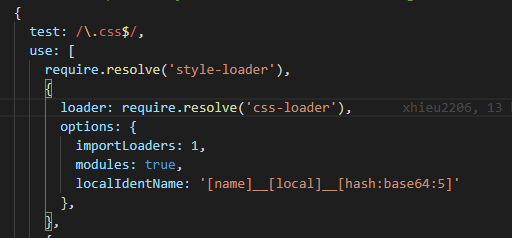 {
test: /\.css$/,
use: [
require.resolve('style-loader'),
{
loader: require.resolve('css-loader'), xhieu2206, 13
options: {
importLoaders: 1,
modules: true,
localIdentName: '[name]__[local]__[hash:base64:5]'
},
},